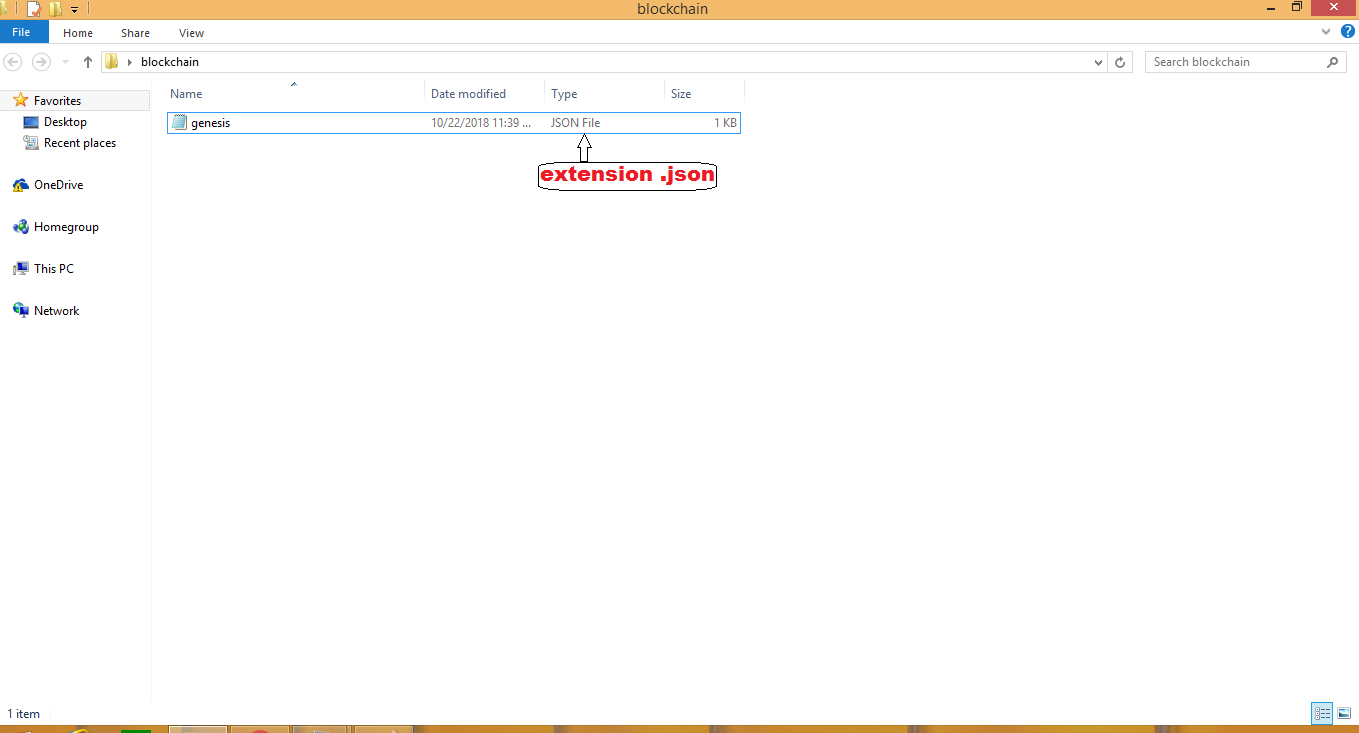 blockchain
File Home Share View
blockchain
Search blockchain
Name Date modified Type Size
Favorites
genesis 10/22/2018 11:39 ... JSON File 1 KB
Desktop
Recent places
extension .json
OneDrive
Homegroup
This PC
Network
1 item